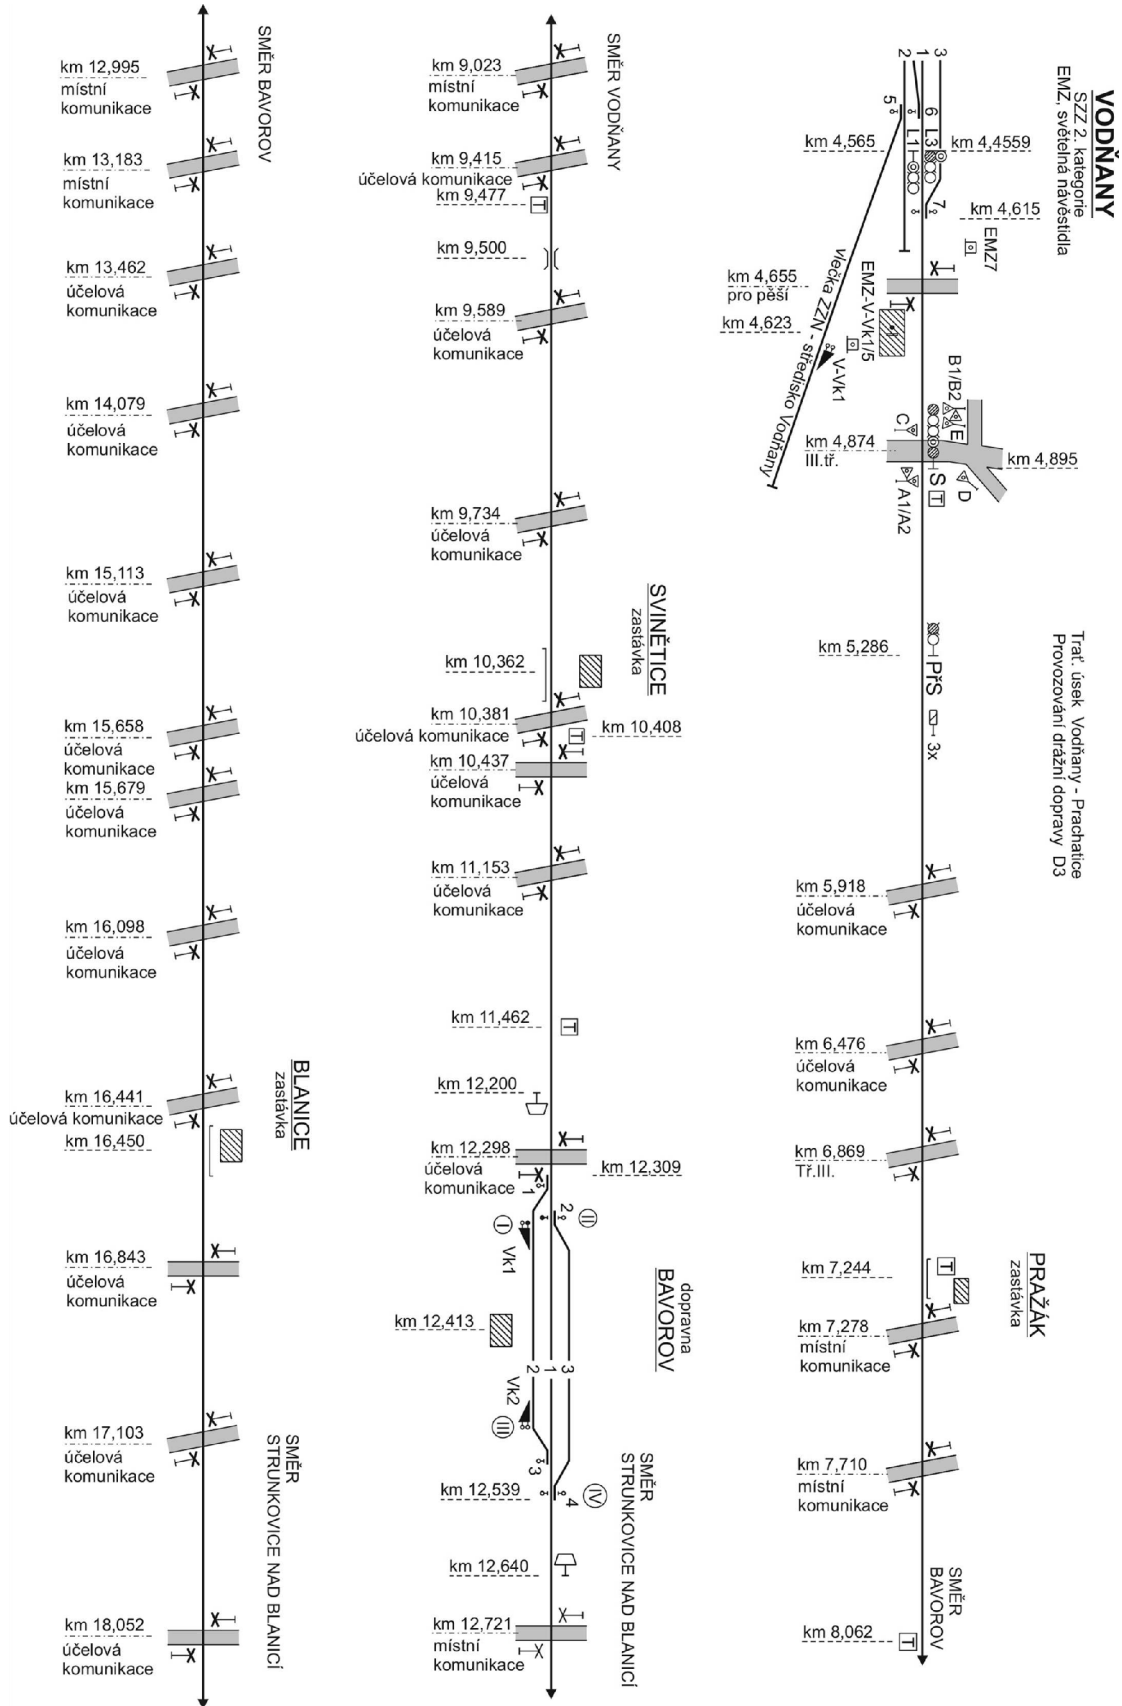 VODŇANY
SZZ 2. kategorie
EMZ, světelná návěstidla
Trať. úsek Vodňany - Prachatice
Provozování drážní dopravy D3
3
1
2
6
5
L3
L1
7
km 4,565
km 4,4559
km 4,615
EMZ7
km 4,655
pro pěší
km 4,623
EMZ-V-Vk1/5
V-Vk1
vlečka ZZN - středisko Vodňany
B1/B2
E
C
km 4,874
III.tř.
km 4,895
S
T
D
A1/A2
km 5,286
PřS
3x
km 5,918
účelová
komunikace
km 6,476
účelová
komunikace
km 6,869
Tř.III.
PRAŽÁK
zastávka
km 7,244
T
km 7,278
místní
komunikace
km 7,710
místní
komunikace
SMĚR
BAVOROV
km 8,062
T
SMĚR VODŇANY
km 9,023
místní
komunikace
km 9,415
účelová komunikace
km 9,477
T
km 9,500
km 9,589
účelová
komunikace
km 9,734
účelová
komunikace
SVINĚTICE
zastávka
km 10,362
km 10,381
účelová komunikace
km 10,408
T
km 10,437
účelová
komunikace
km 11,153
účelová
komunikace
km 11,462
T
km 12,200
km 12,298
účelová
komunikace
km 12,309
1
2
II
I
Vk1
dopravna
BAVOROV
km 12,413
2
1
3
Vk2
III
3
km 12,539
4
IV
km 12,640
km 12,721
místní
komunikace
SMĚR
STRUNKOVICE NAD BLANICÍ
SMĚR BAVOROV
km 12,995
místní
komunikace
km 13,183
místní
komunikace
km 13,462
účelová
komunikace
km 14,079
účelová
komunikace
km 15,113
účelová
komunikace
km 15,658
účelová
komunikace
km 15,679
účelová
komunikace
km 16,098
účelová
komunikace
BLANICE
zastávka
km 16,441
účelová komunikace
km 16,450
km 16,843
účelová
komunikace
km 17,103
účelová
komunikace
SMĚR
STRUNKOVICE NAD BLANICÍ
km 18,052
účelová
komunikace